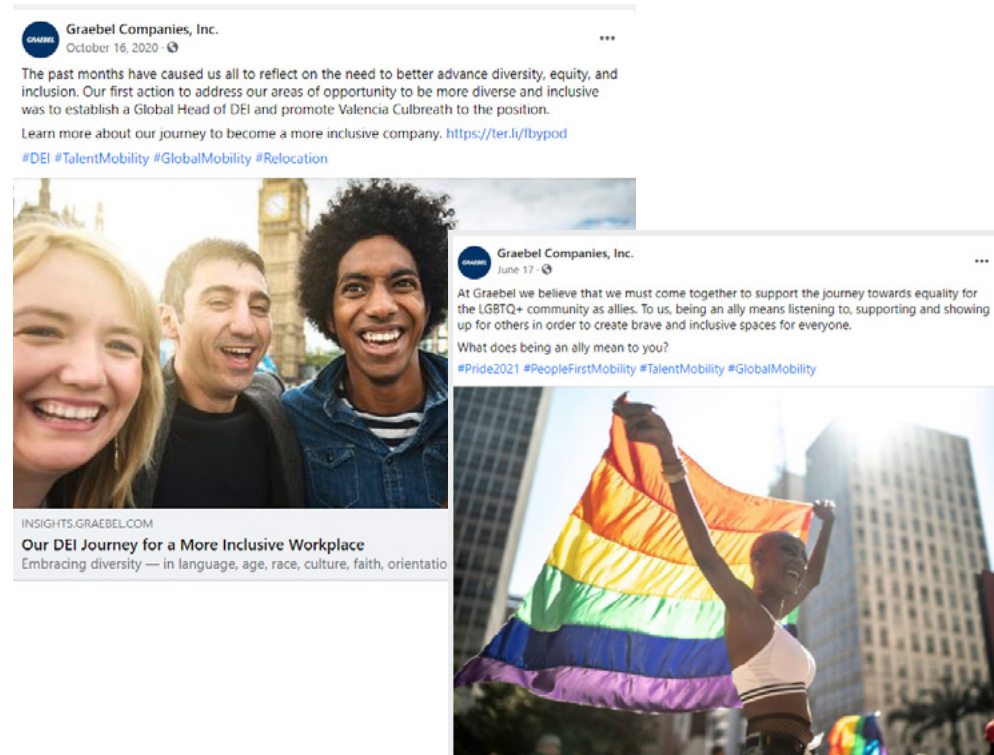 Graebel Companies, Inc.
October 16, 2020 ·
The past months have caused us all to reflect on the need to better advance diversity, equity, and
inclusion. Our first action to address our areas of opportunity to be more diverse and inclusive
was to establish a Global Head of DEI and promote Valencia Culbreath to the position.
Learn more about our journey to become a more inclusive company. https://ter.li/fbypod
#DEI #TalentMobility #GlobalMobility #Relocation
GRAEBEL
INSIGHTS.GRAEBEL.COM
Our DEI Journey for a More Inclusive Workplace
Embracing diversity — in language, age, race, culture, faith, orientatio
Graebel Companies, Inc.
June 17 ·
At Graebel we believe that we must come together to support the journey towards equality for
the LGBTQ+ community as allies. To us, being an ally means listening to, supporting and showing
up for others in order to create brave and inclusive spaces for everyone.
What does being an ally mean to you?
#Pride2021 #PeopleFirstMobility #TalentMobility #GlobalMobility
GRAEBEL